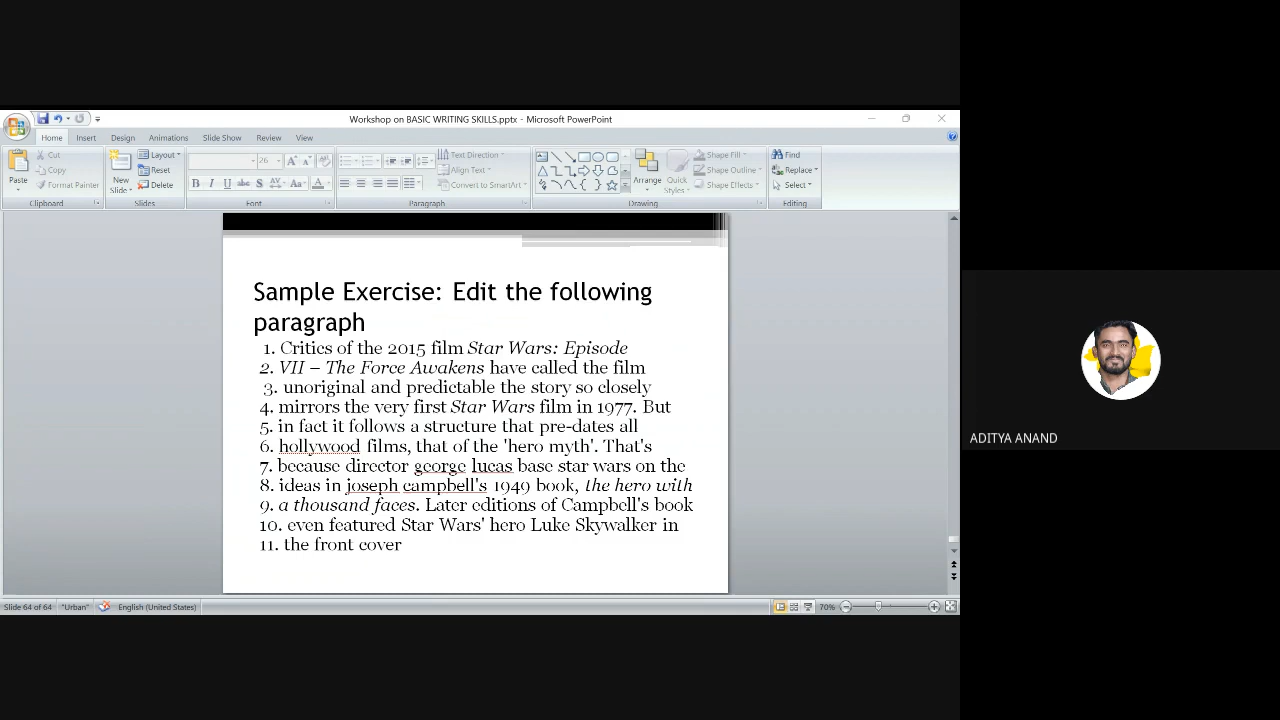 Workshop on BASIC WRITING SKILLS.pptx - Microsoft PowerPoint
Home Insert Design Animations Slide Show Review View
Paste
Cut
Copy
Format Painter
Clipboard
New Slide
Layout
Reset
Delete
Slides
26
B I U abc S AV Aa A
Font
Text Direction
Align Text
Convert to SmartArt
Paragraph
Arrange
Quick Styles
Shape Fill
Shape Outline
Shape Effects
Drawing
Find
Replace
Select
Editing
Sample Exercise: Edit the following
paragraph
1. Critics of the 2015 film Star Wars: Episode
2. VII – The Force Awakens have called the film
3. unoriginal and predictable the story so closely
4. mirrors the very first Star Wars film in 1977. But
5. in fact it follows a structure that pre-dates all
6. hollywood films, that of the 'hero myth'. That's
7. because director george lucas base star wars on the
8. ideas in joseph campbell's 1949 book, the hero with
9. a thousand faces. Later editions of Campbell's book
10. even featured Star Wars' hero Luke Skywalker in
11. the front cover
ADITYA ANAND
Slide 64 of 64 "Urban" English (United States) 70%